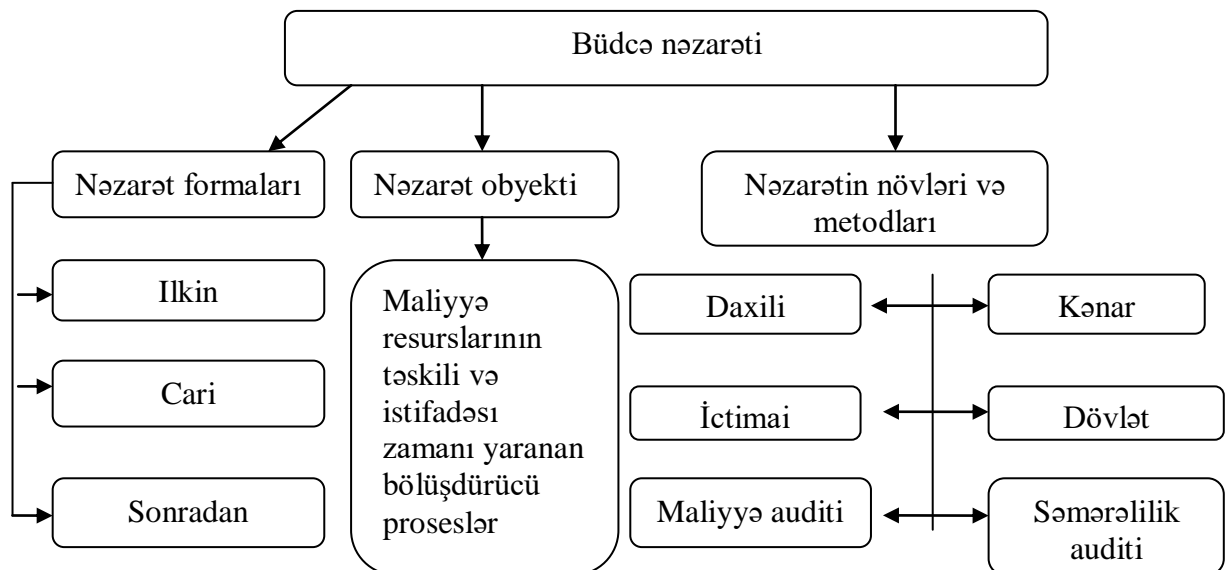 Büdcə nəzarəti
Nəzarət formaları
Nəzarət obyekti
Nəzarətin növləri və
metodları
Ilkin
Cari
Sonradan
Maliyyə
resurslarının
təskili və
istifadəsı
zamanı yaranan
bölüşdürücü
proseslər
Daxili
Kənar
İctimai
Dövlət
Maliyyə auditi
Səmərəlilik
auditi